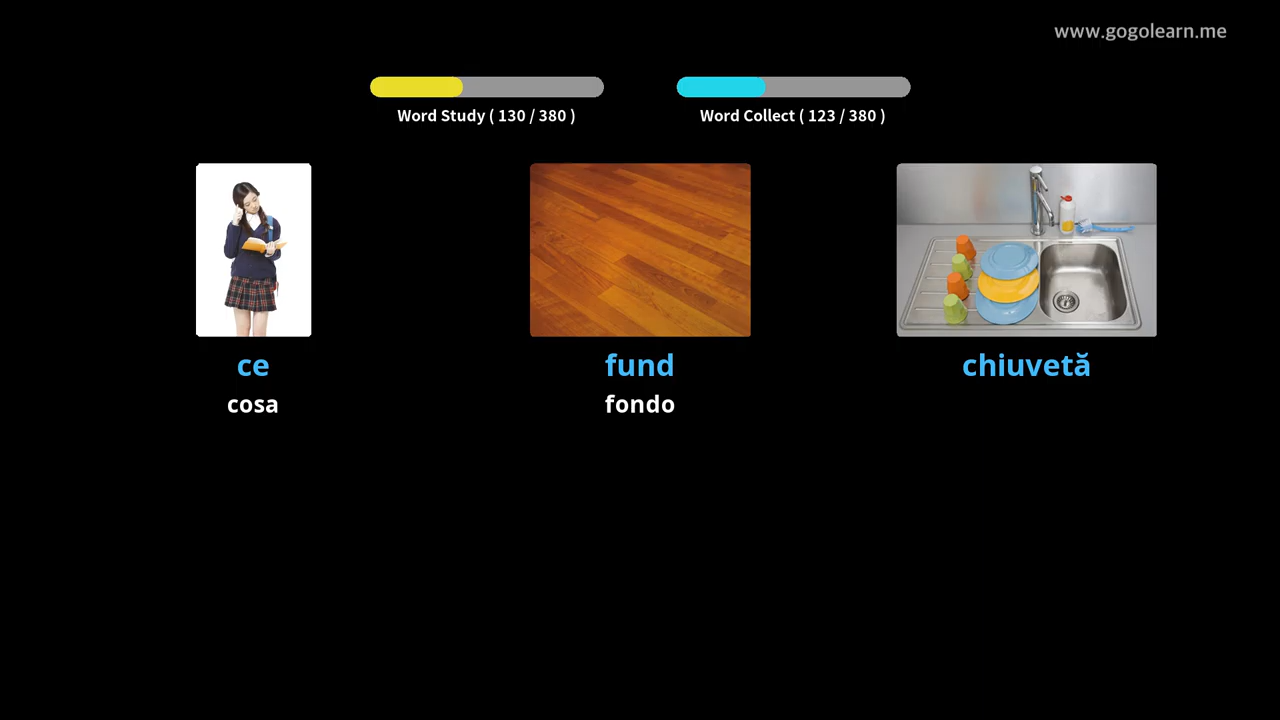 www.gogolearn.me
Word Study ( 130 / 380 )
Word Collect ( 123 / 380 )
ce
cosa
fund
fondo
chiuvetă